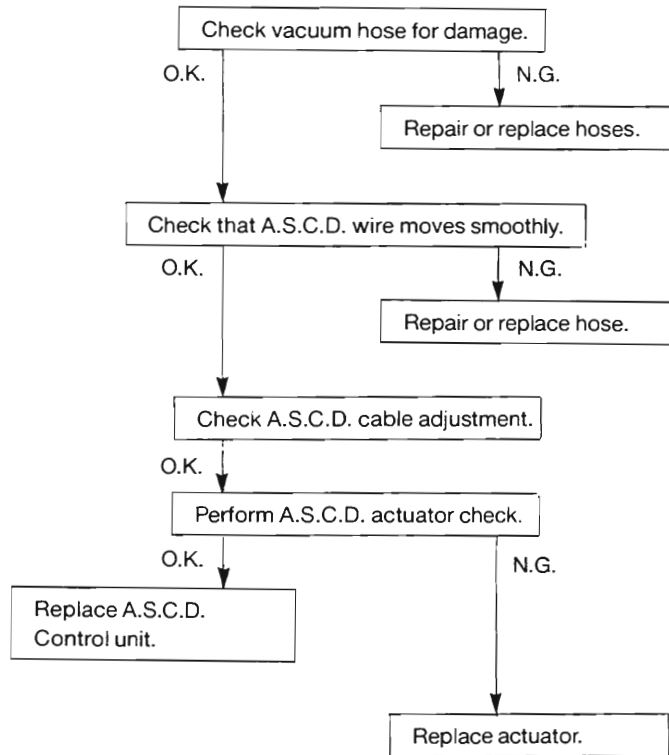 Check vacuum hose for damage.
O.K.
N.G.
Repair or replace hoses.
Check that A.S.C.D. wire moves smoothly.
O.K.
N.G.
Repair or replace hose.
Check A.S.C.D. cable adjustment.
O.K.
Perform A.S.C.D. actuator check.
O.K.
N.G.
Replace A.S.C.D.
Control unit.
Replace actuator.